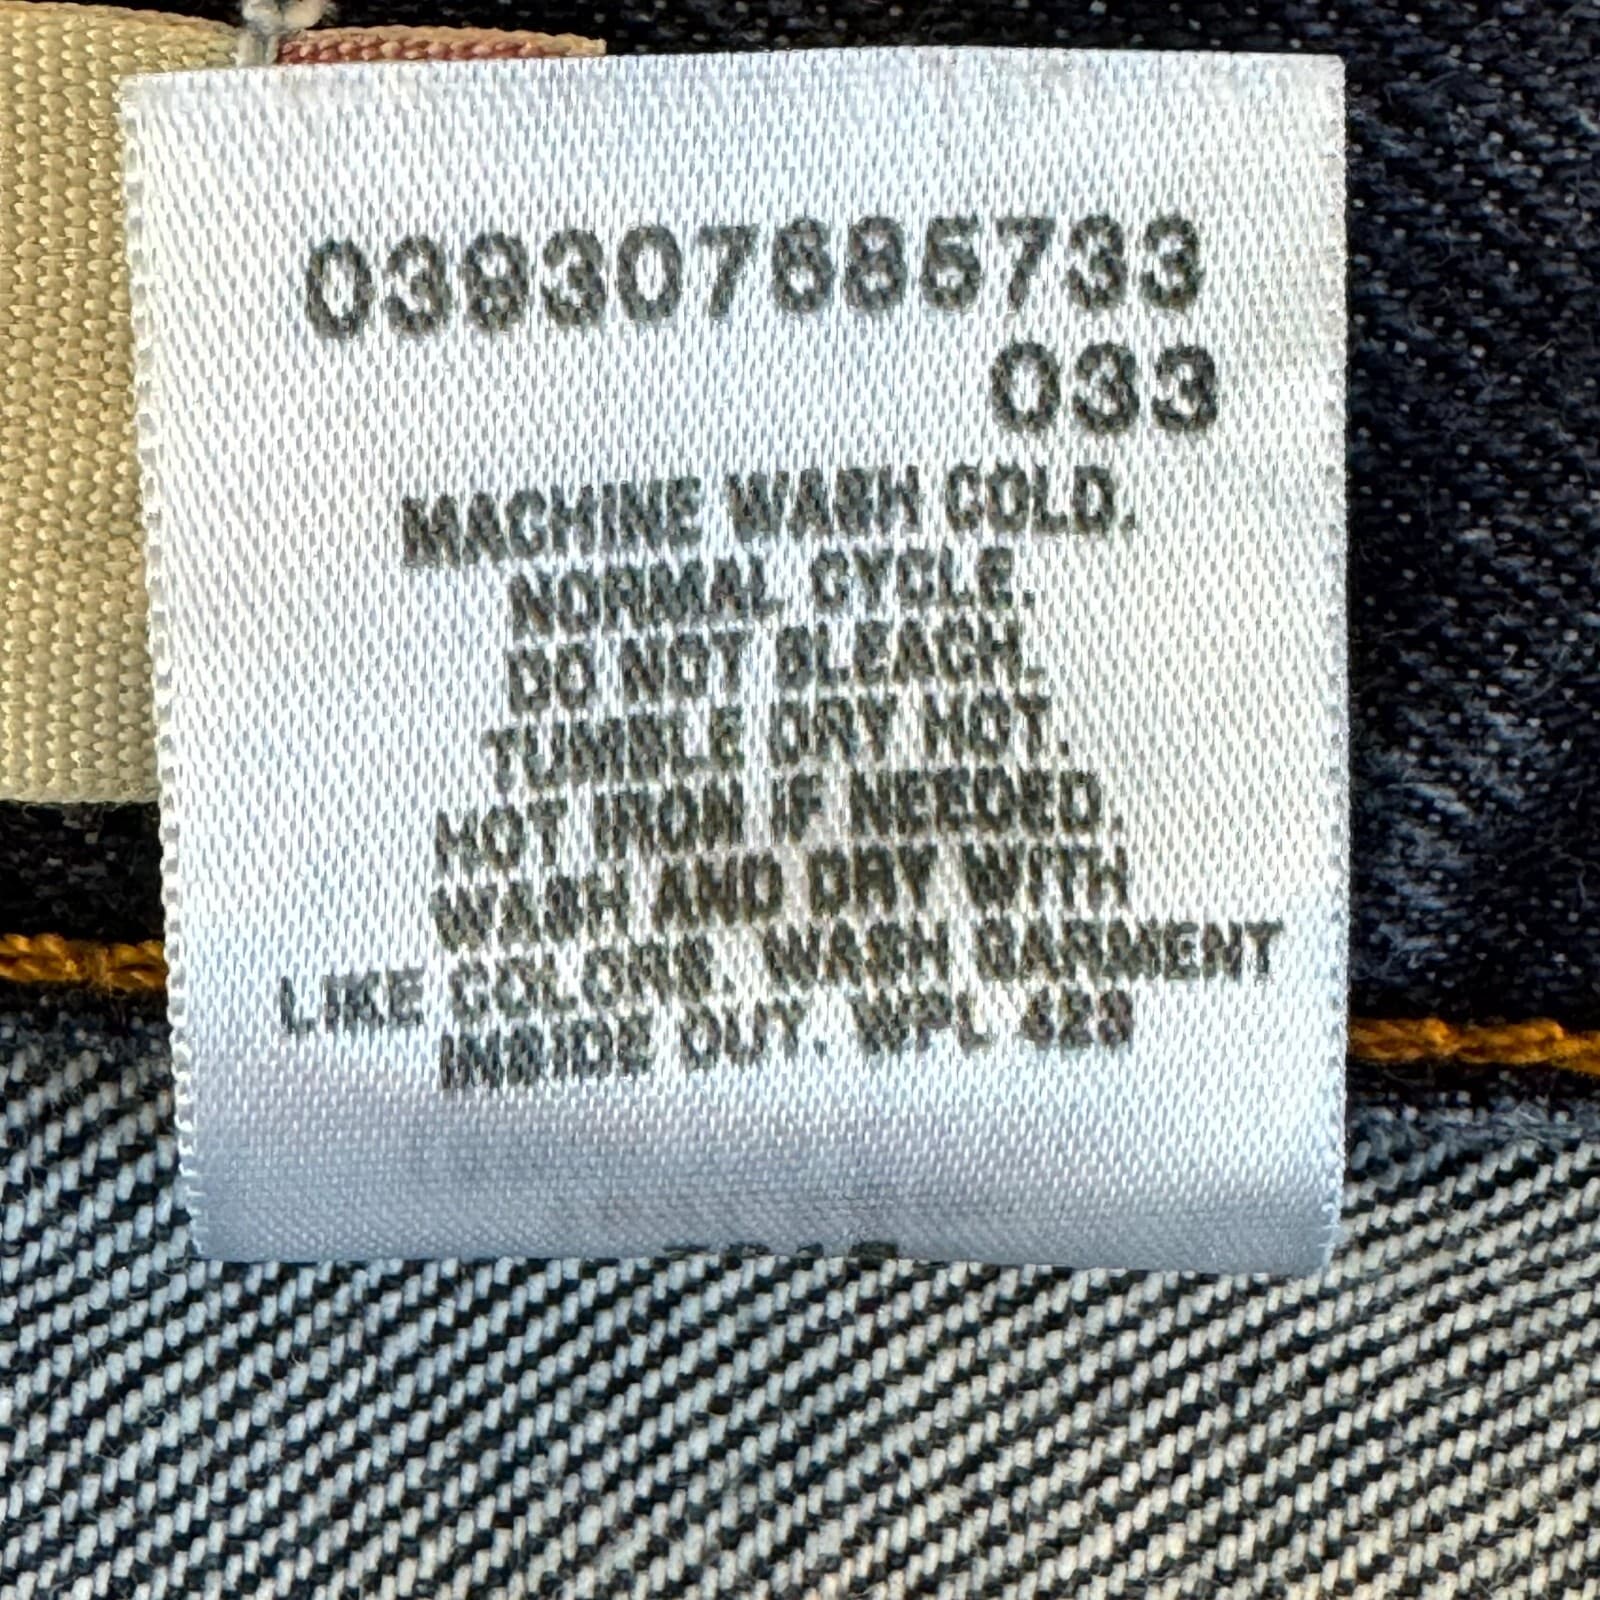 039307685733
033
MACHINE WASH COLD.
NORMAL CYCLE.
DO NOT BLEACH.
TUMBLE DRY HOT.
HOT IRON IF NEEDED.
WASH AND DRY WITH
LIKE COLORS. WASH GARMENT
INSIDE OUT. WPL 423